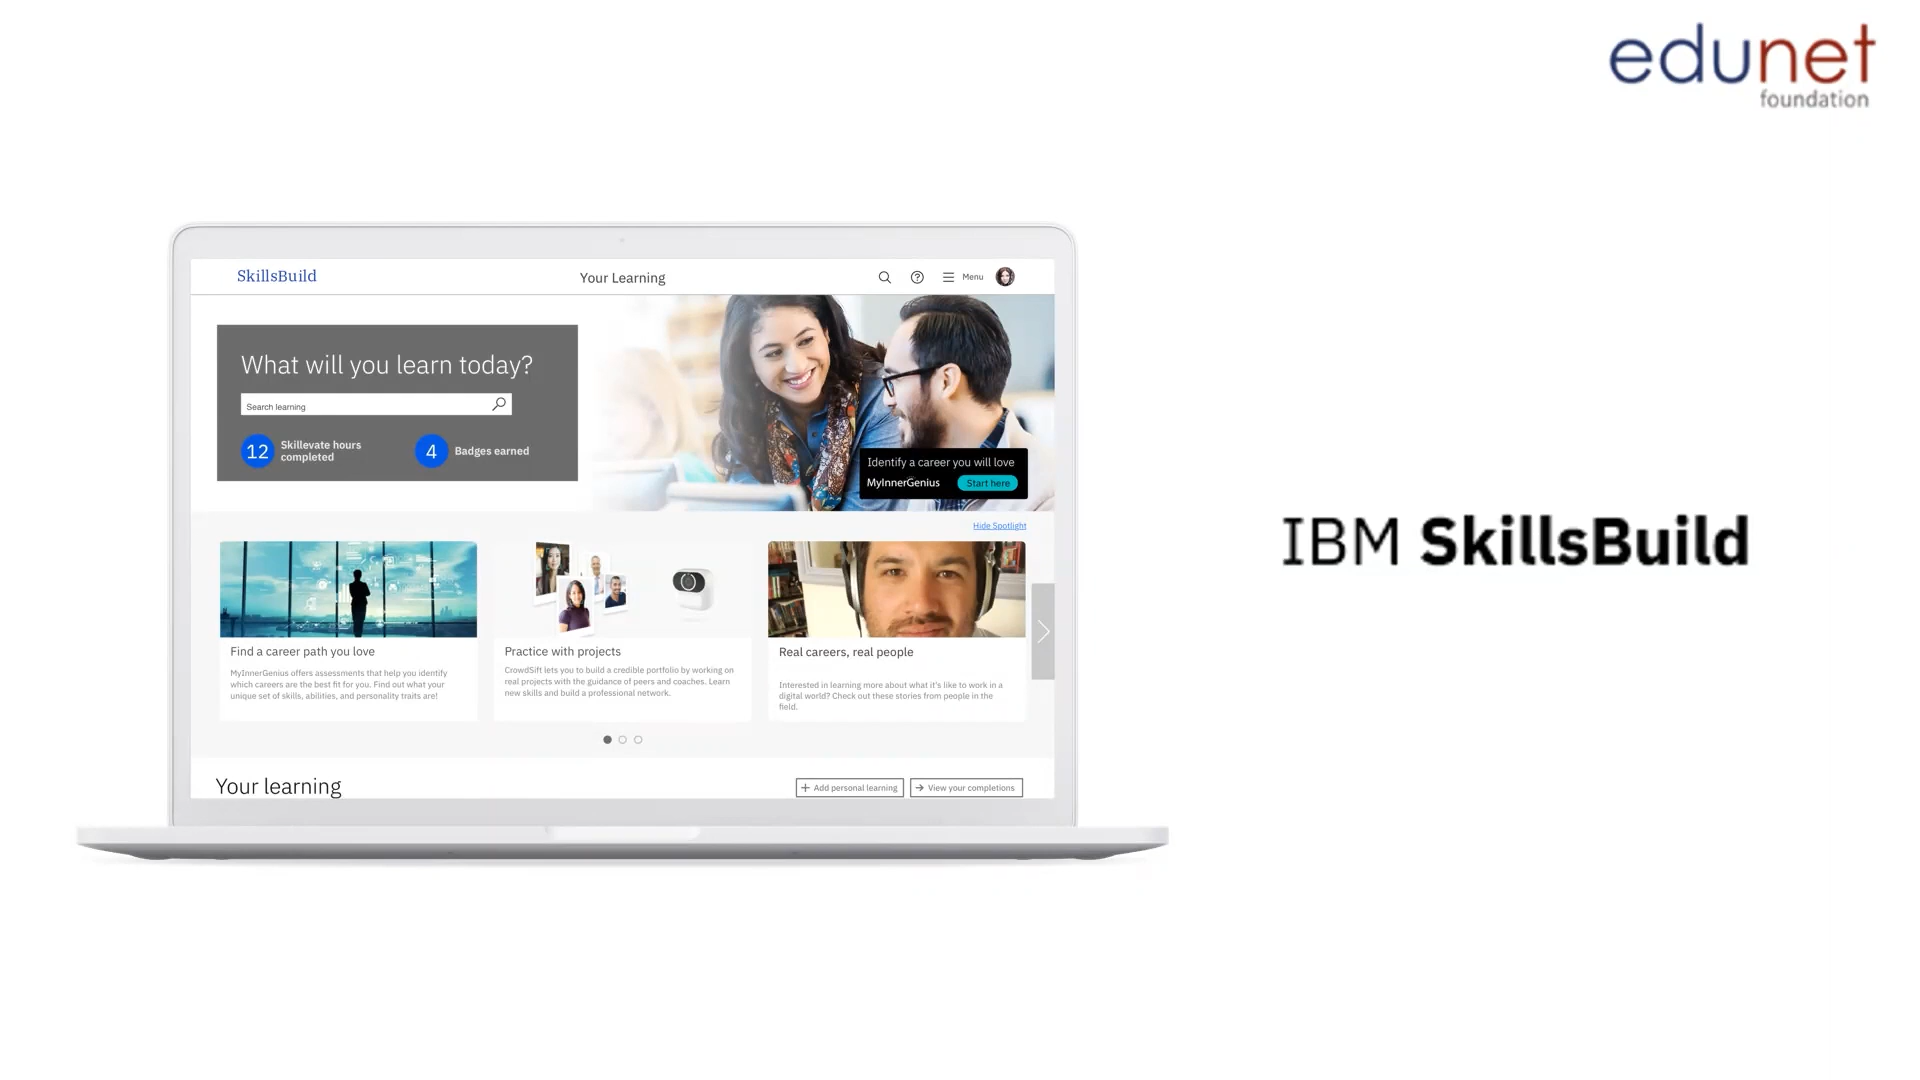 edunet
foundation
SkillsBuild
Your Learning
Menu
What will you learn today?
Search learning
12
Skillevate hours
completed
4
Badges earned
Identify a career you will love
MyInnerGenius
Start here
Hide Spotlight
Find a career path you love
MyInnerGenius offers assessments that help you identify
which careers are the best fit for you. Find out what your
unique set of skills, abilities, and personality traits are!
Practice with projects
CrowdSift lets you to build a credible portfolio by working on
real projects with the guidance of peers and coaches. Learn
new skills and build a professional network.
Real careers, real people
Interested in learning more about what it's like to work in a
digital world? Check out these stories from people in the
field.
Your learning
+ Add personal learning
→ View your completions
IBM SkillsBuild